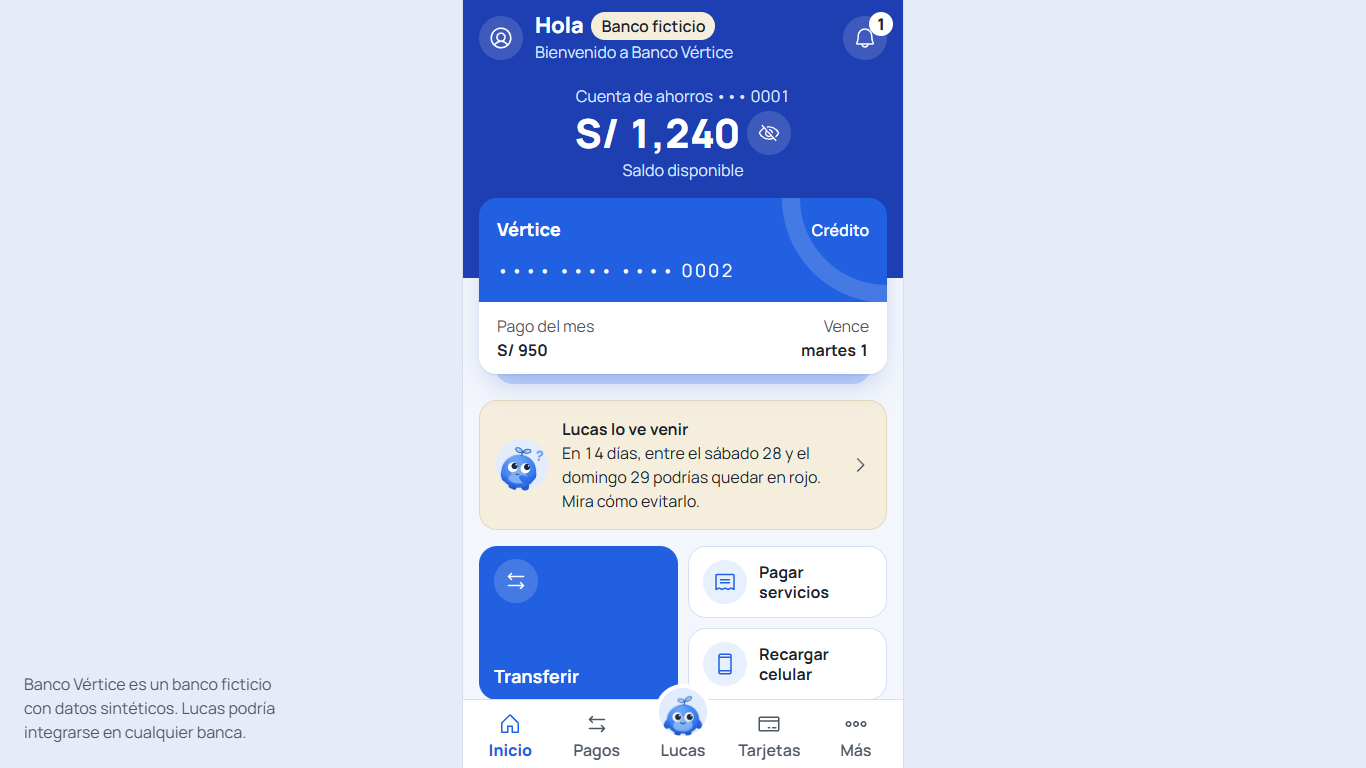 Hola
Banco ficticio
1
Bienvenido a Banco Vértice
Cuenta de ahorros • • • 0001
S/ 1,240
Saldo disponible
Vértice
Crédito
• • • • • • • • • • • • 0002
Pago del mes
Vence
S/ 950
martes 1
Lucas lo ve venir
En 14 días, entre el sábado 28 y el
domingo 29 podrías quedar en rojo.
Mira cómo evitarlo.
?
Transferir
Pagar
servicios
Recargar
celular
Inicio
Pagos
Lucas
Tarjetas
Más
Banco Vértice es un banco ficticio
con datos sintéticos. Lucas podría
integrarse en cualquier banca.